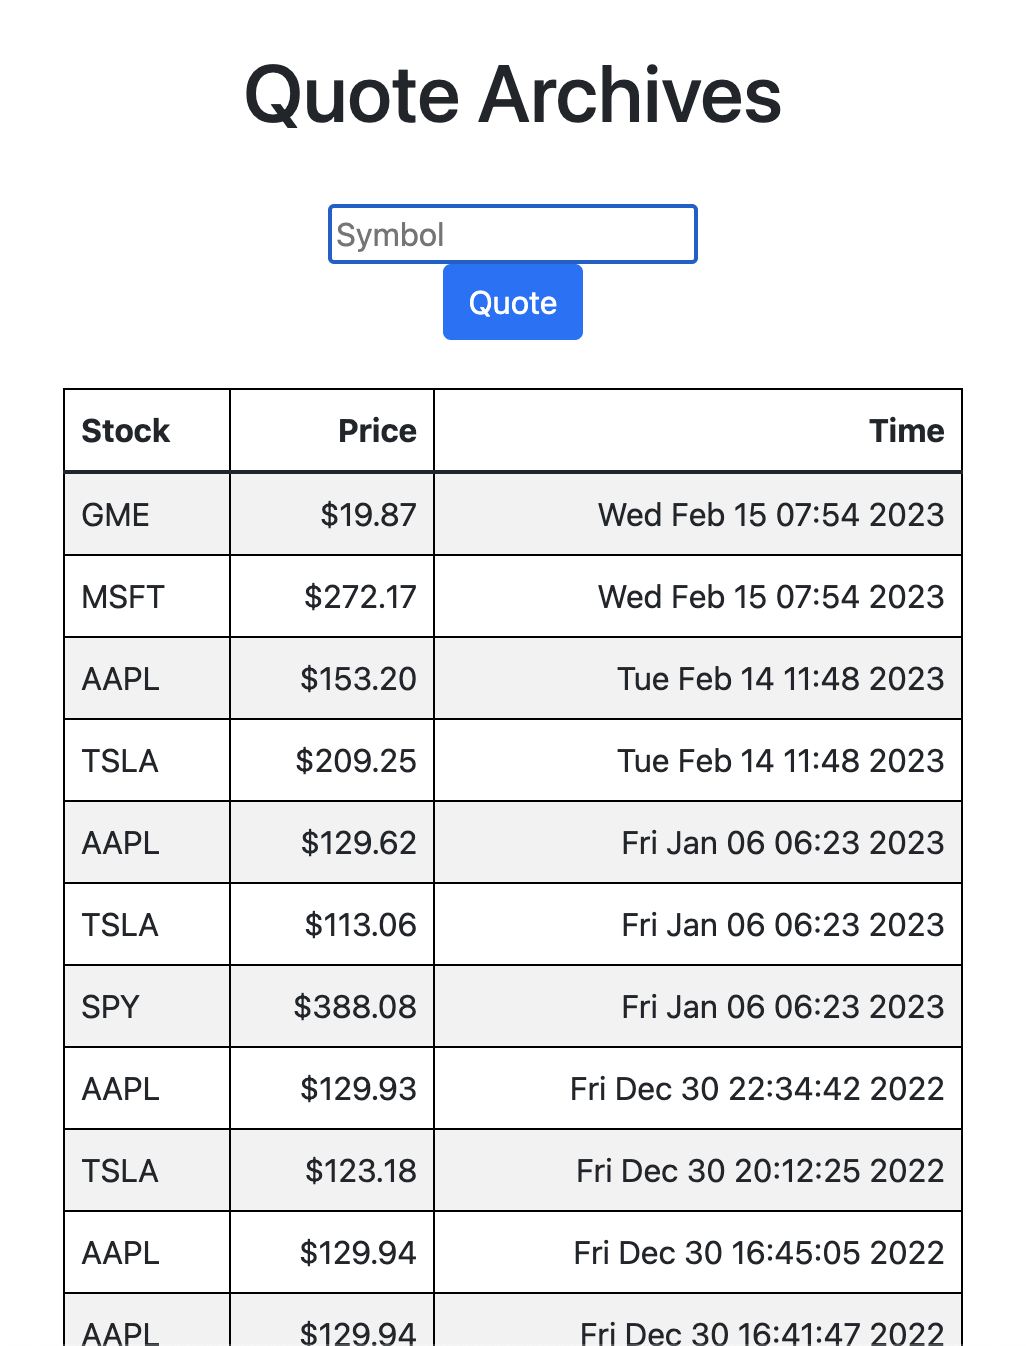 Quote Archives
Symbol
Quote
Stock Price Time
GME $19.87 Wed Feb 15 07:54 2023
MSFT $272.17 Wed Feb 15 07:54 2023
AAPL $153.20 Tue Feb 14 11:48 2023
TSLA $209.25 Tue Feb 14 11:48 2023
AAPL $129.62 Fri Jan 06 06:23 2023
TSLA $113.06 Fri Jan 06 06:23 2023
SPY $388.08 Fri Jan 06 06:23 2023
AAPL $129.93 Fri Dec 30 22:34:42 2022
TSLA $123.18 Fri Dec 30 20:12:25 2022
AAPL $129.94 Fri Dec 30 16:45:05 2022
AAPL $129.94 Fri Dec 30 16:41:47 2022